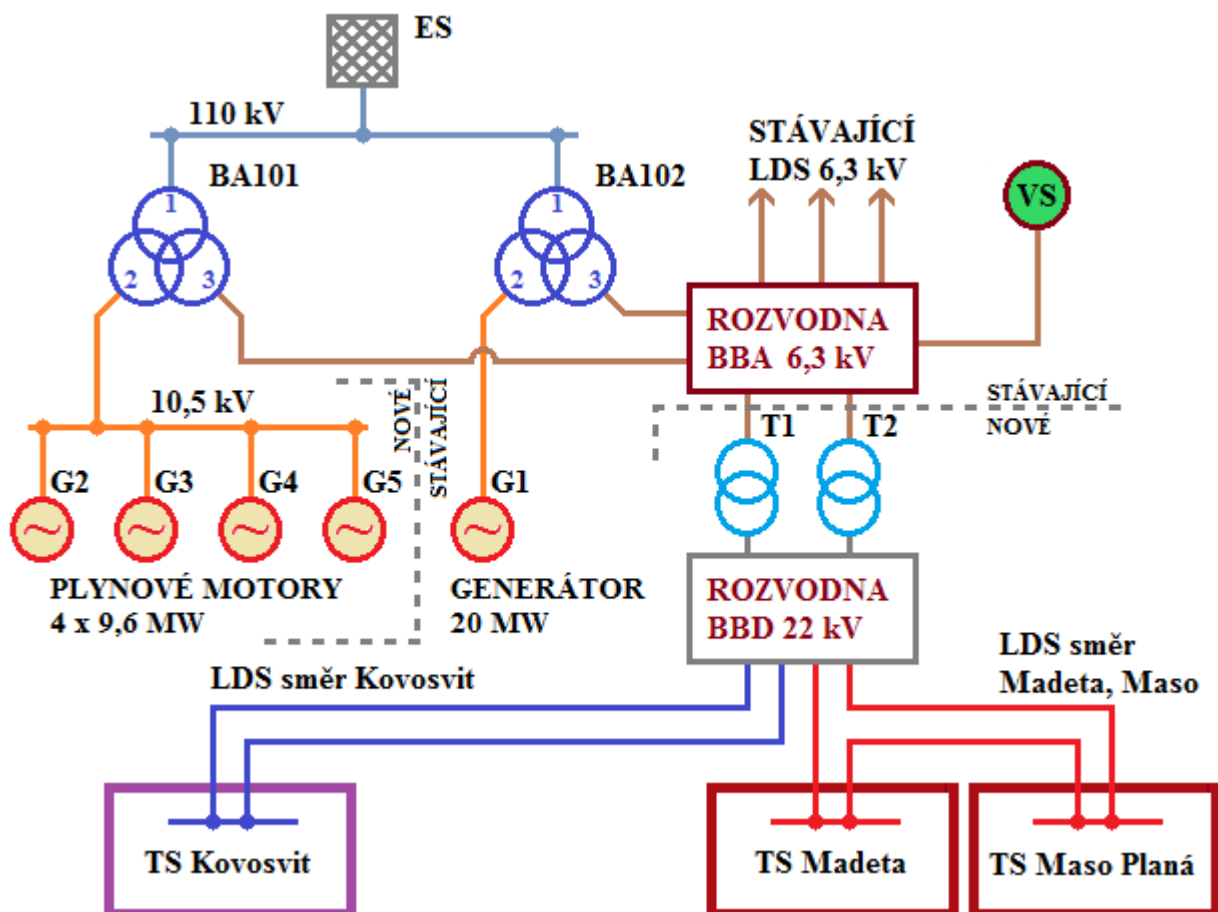 ES
110 kV
BA101
BA102
STÁVAJÍCÍ
LDS 6,3 kV
VS
1
2
3
1
2
3
ROZVODNA
BBA 6,3 kV
10,5 kV
NOVÉ
STÁVAJÍCÍ
STÁVAJÍCÍ
NOVÉ
T1
T2
G2
G3
G4
G5
G1
PLYNOVÉ MOTORY
4 x 9,6 MW
GENERÁTOR
20 MW
ROZVODNA
BBD 22 kV
LDS směr Kovosvit
LDS směr
Madeta, Maso
TS Kovosvit
TS Madeta
TS Maso Planá